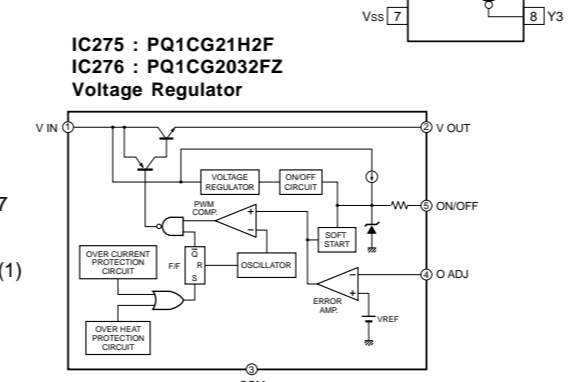 VSS 7
8 Y3
IC275 : PQ1CG21H2F
IC276 : PQ1CG2032FZ
Voltage Regulator
V IN 1
2 V OUT
VOLTAGE
REGULATOR
ON/OFF
CIRCUIT
PWM
COMP.
+
−
5 ON/OFF
7
SOFT
START
OVER CURRENT
PROTECTION
CIRCUIT
F/F
Q
R
S
OSCILLATOR
(1)
−
+
4 O ADJ
ERROR
AMP.
VREF
OVER HEAT
PROTECTION
CIRCUIT
3